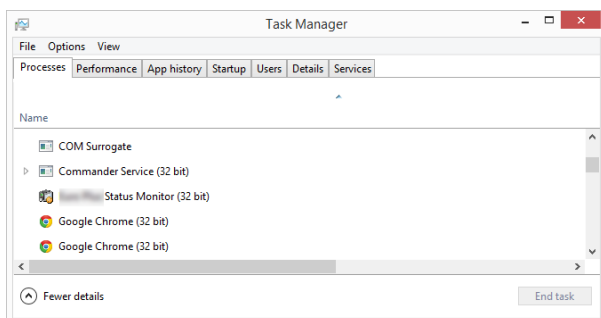 Task Manager
File Options View
Processes Performance App history Startup Users Details Services
Name
COM Surrogate
Commander Service (32 bit)
Status Monitor (32 bit)
Google Chrome (32 bit)
Google Chrome (32 bit)
Fewer details
End task